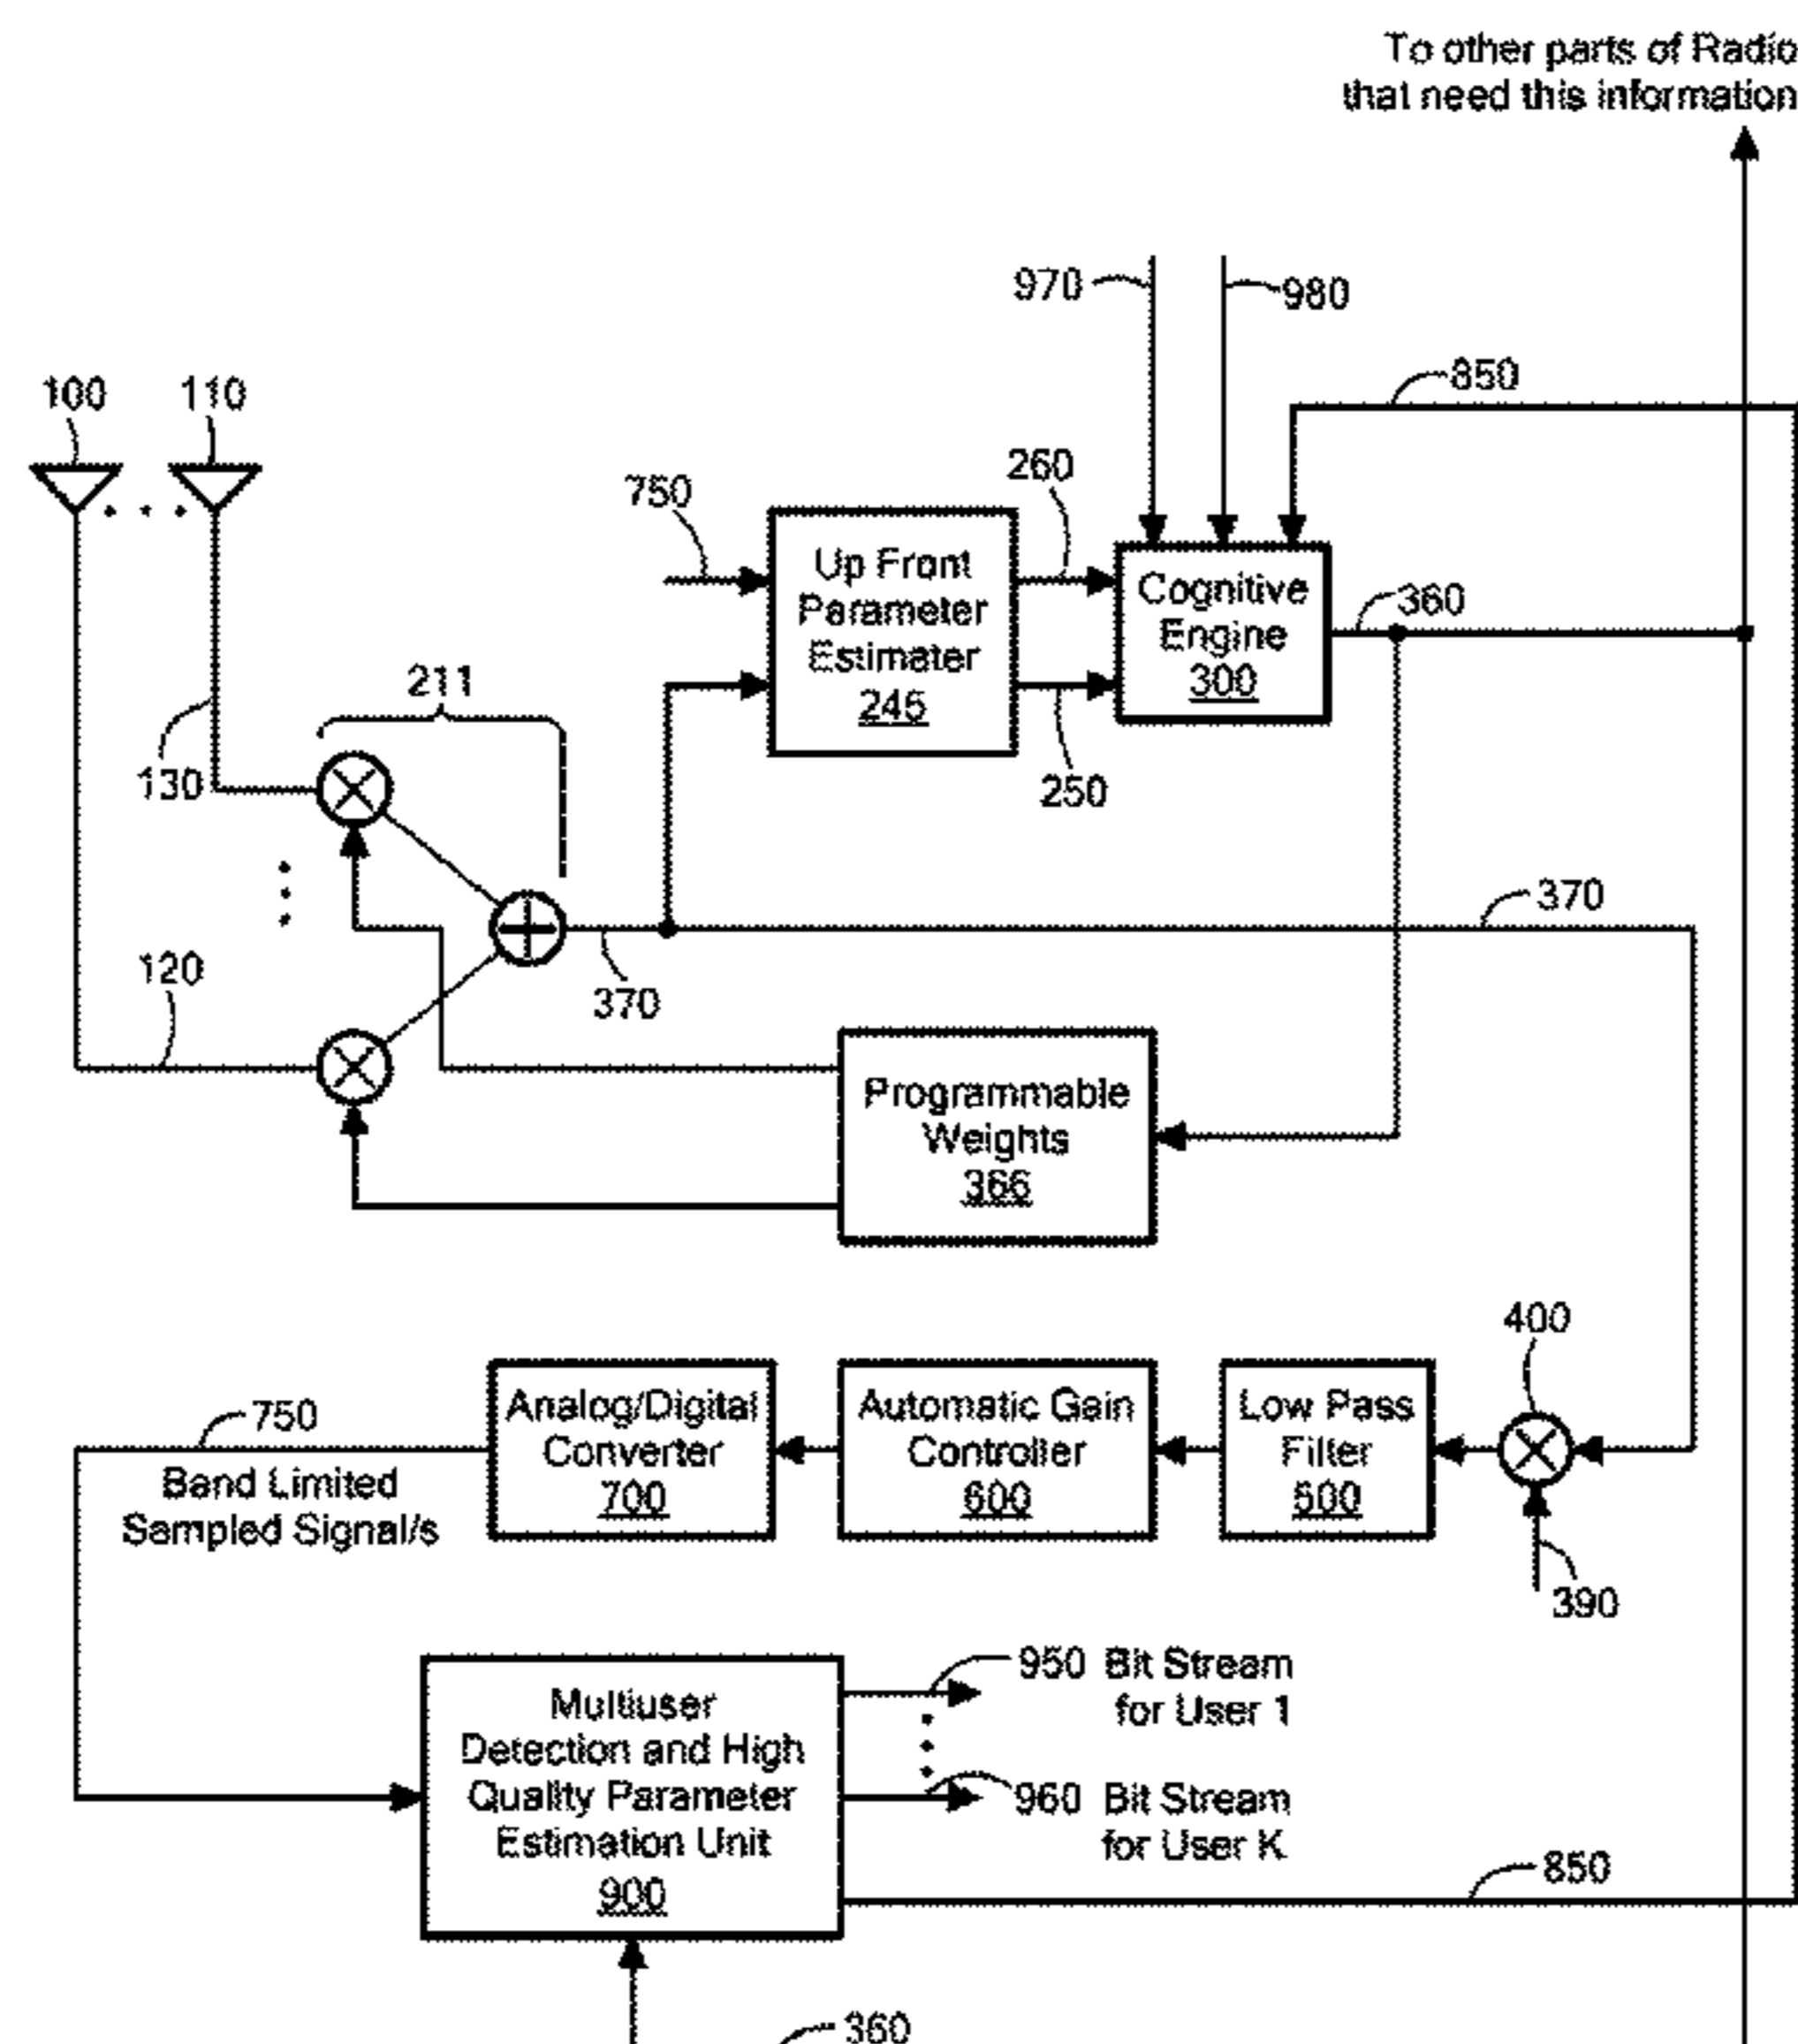 To other parts of Radio
that need this information
970
980
850
100
110
750
260
Up Front
Parameter
Estimater
245
Cognitive
Engine
300
360
211
130
250
370
120
370
Programmable
Weights
366
400
750
Analog/Digital
Converter
700
Automatic Gain
Controller
600
Low Pass
Filter
500
Band Limited
Sampled Signal/s
390
Multiuser
Detection and High
Quality Parameter
Estimation Unit
900
950 Bit Stream
for User 1
960 Bit Stream
for User K
850
360